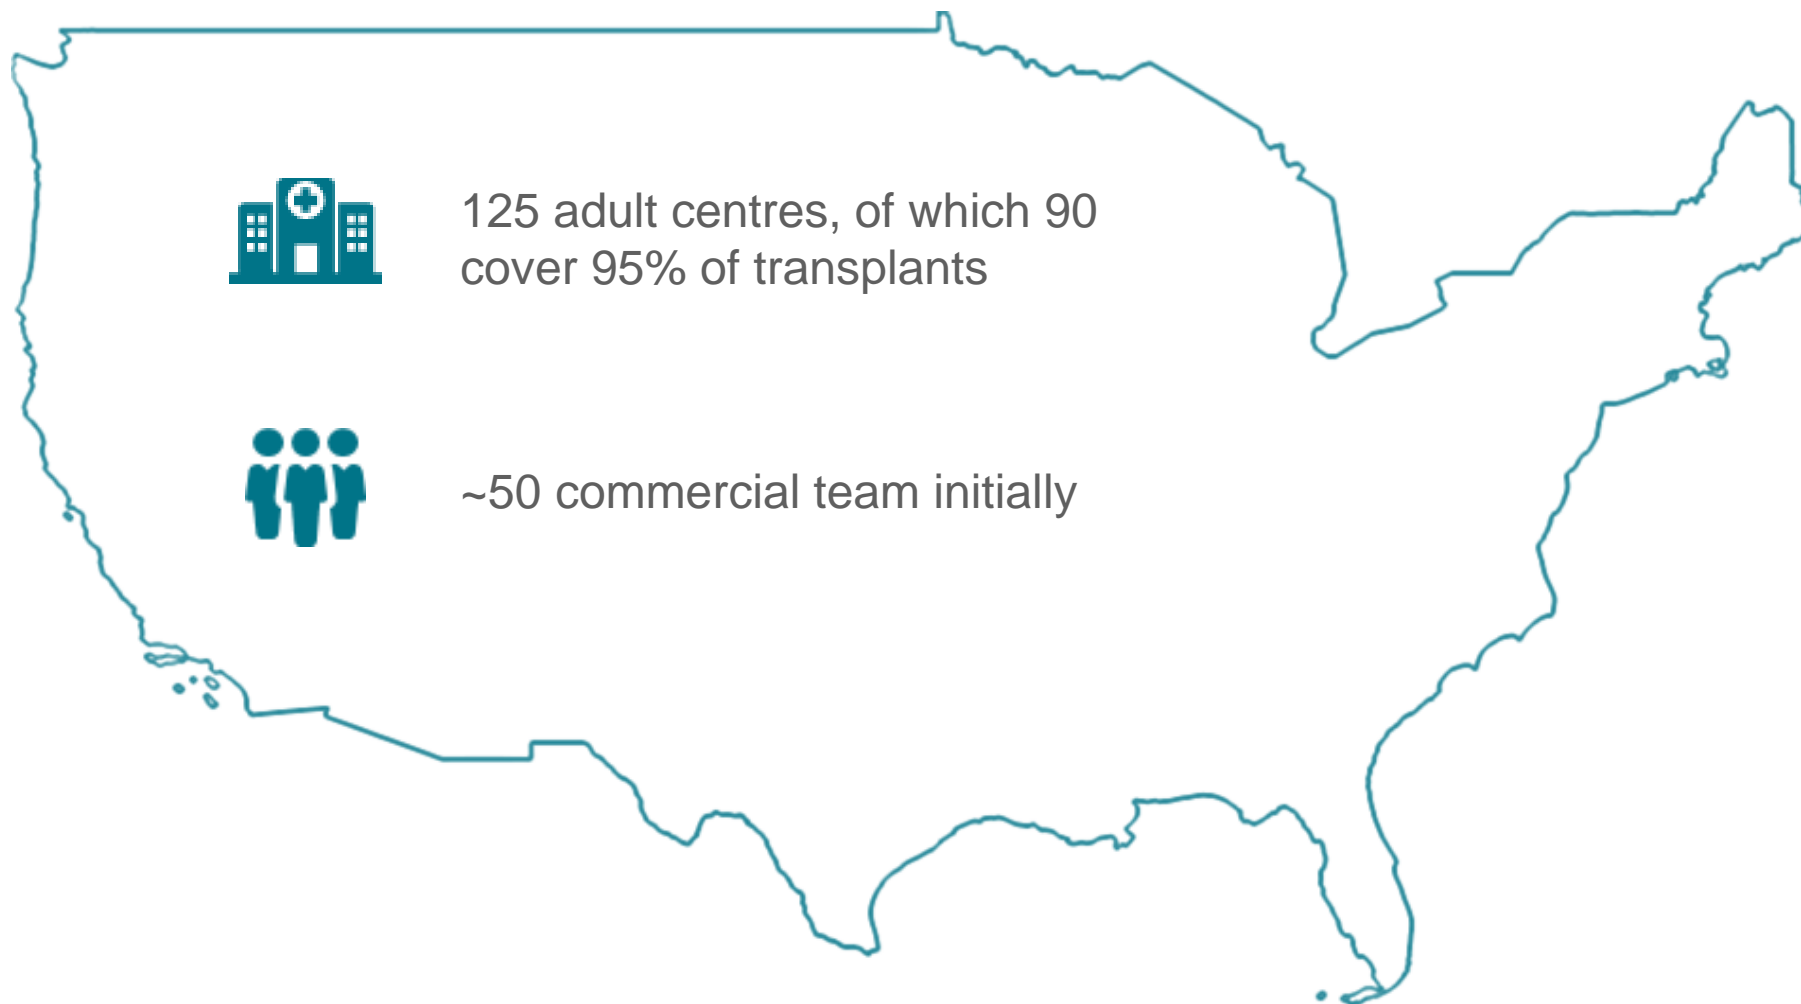 125 adult centres, of which 90
cover 95% of transplants
~50 commercial team initially